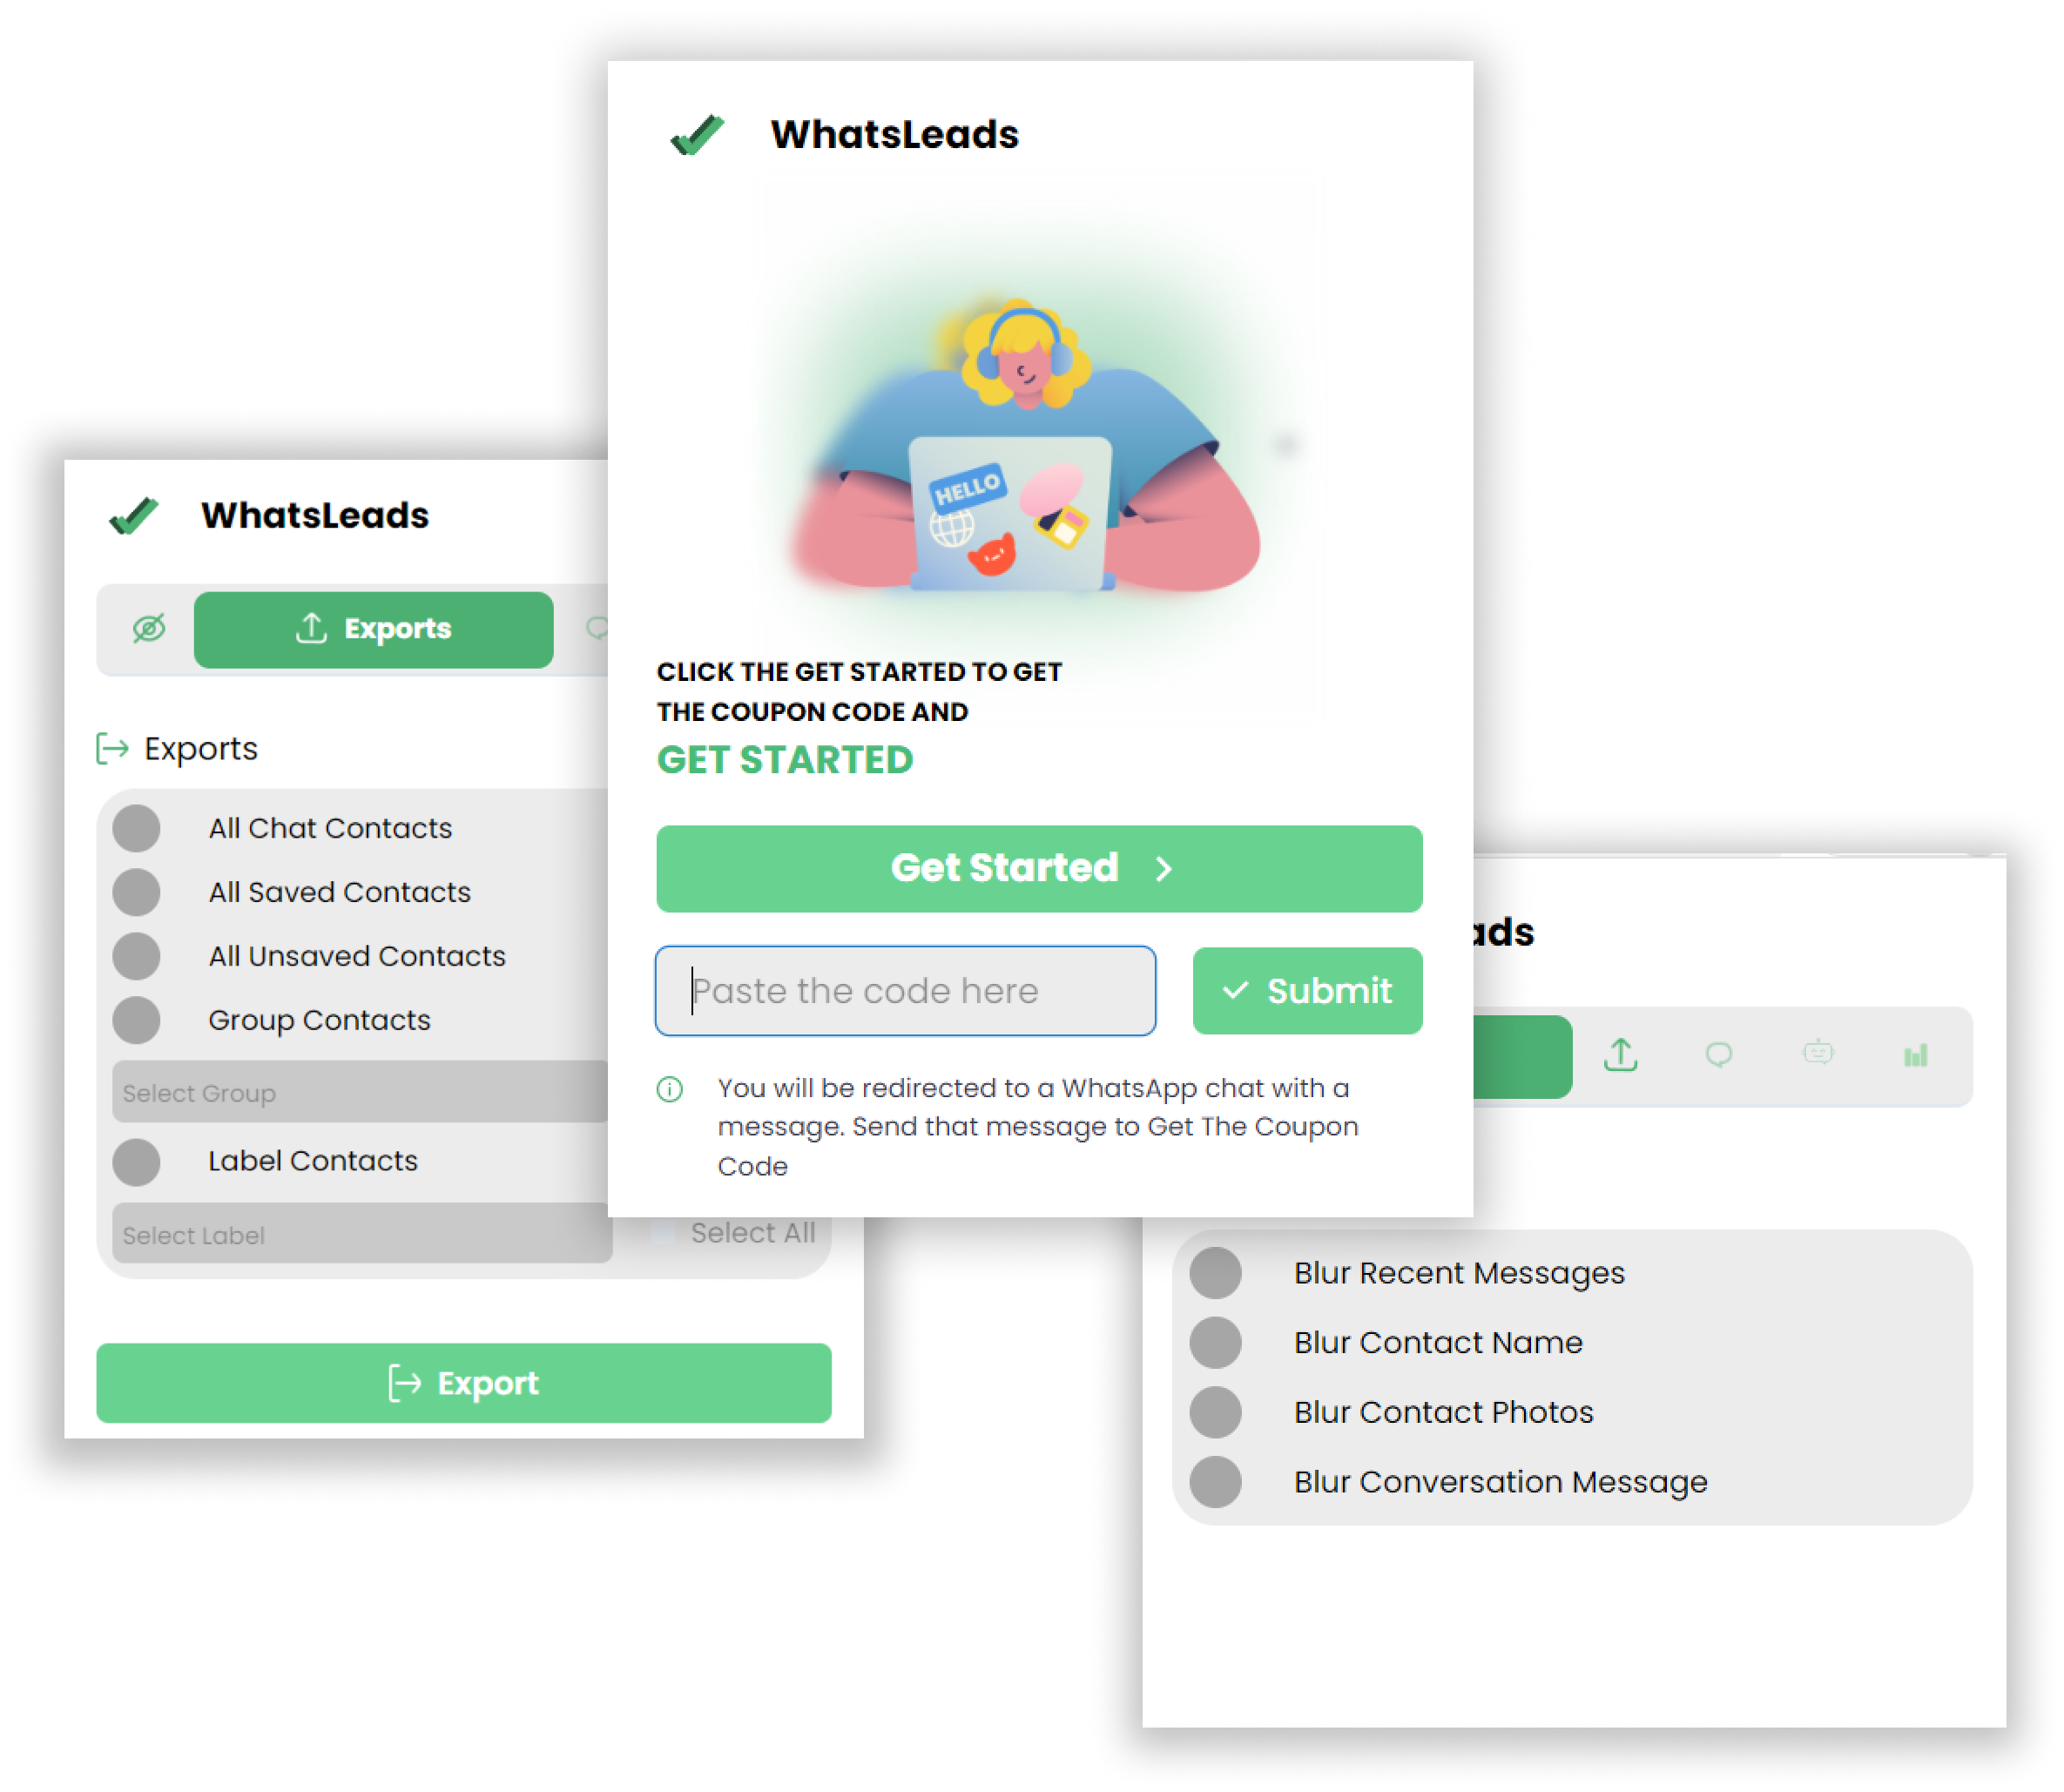 WhatsLeads
HELLO
CLICK THE GET STARTED TO GET
THE COUPON CODE AND
GET STARTED
Get Started
Paste the code here
Submit
You will be redirected to a WhatsApp chat with a
message. Send that message to Get The Coupon
Code
WhatsLeads
Exports
Exports
All Chat Contacts
All Saved Contacts
All Unsaved Contacts
Group Contacts
Select Group
Label Contacts
Select Label
Select All
Export
ads
Blur Recent Messages
Blur Contact Name
Blur Contact Photos
Blur Conversation Message